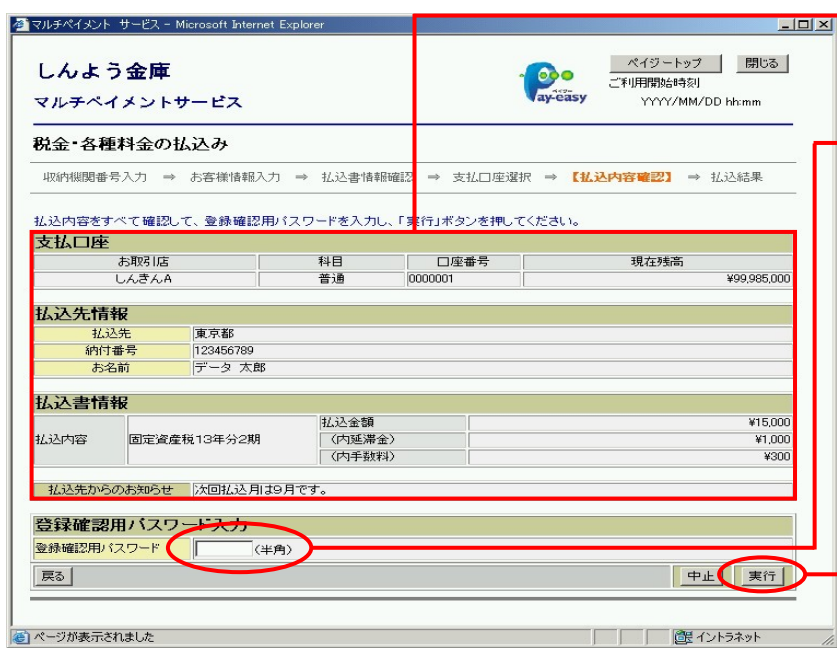 マルチペイメント サービス - Microsoft Internet Explorer
しんよう金庫
マルチペイメントサービス
Pay-easy
ペイジー
ペイジートップ 閉じる
ご利用開始時刻
YYYY/MM/DD hh:mm
税金・各種料金の払込み
収納機関番号入力 ⇒ お客様情報入力 ⇒ 払込書情報確認 ⇒ 支払口座選択 ⇒ 【払込内容確認】 ⇒ 払込結果
払込内容をすべて確認して、登録確認用パスワードを入力し、「実行」ボタンを押してください。
支払口座
お取引店 科目 口座番号 現在残高
しんきんA 普通 0000001 ¥99,985,000
払込先情報
払込先 東京都
納付番号 123456789
お名前 データ 太郎
払込書情報
払込内容 固定資産税13年分2期 払込金額 ¥15,000
（内延滞金） ¥1,000
（内手数料） ¥300
払込先からのお知らせ 次回払込月は9月です。
登録確認用パスワード入力
登録確認用パスワード （半角）
戻る 中止 実行
ページが表示されました イントラネット